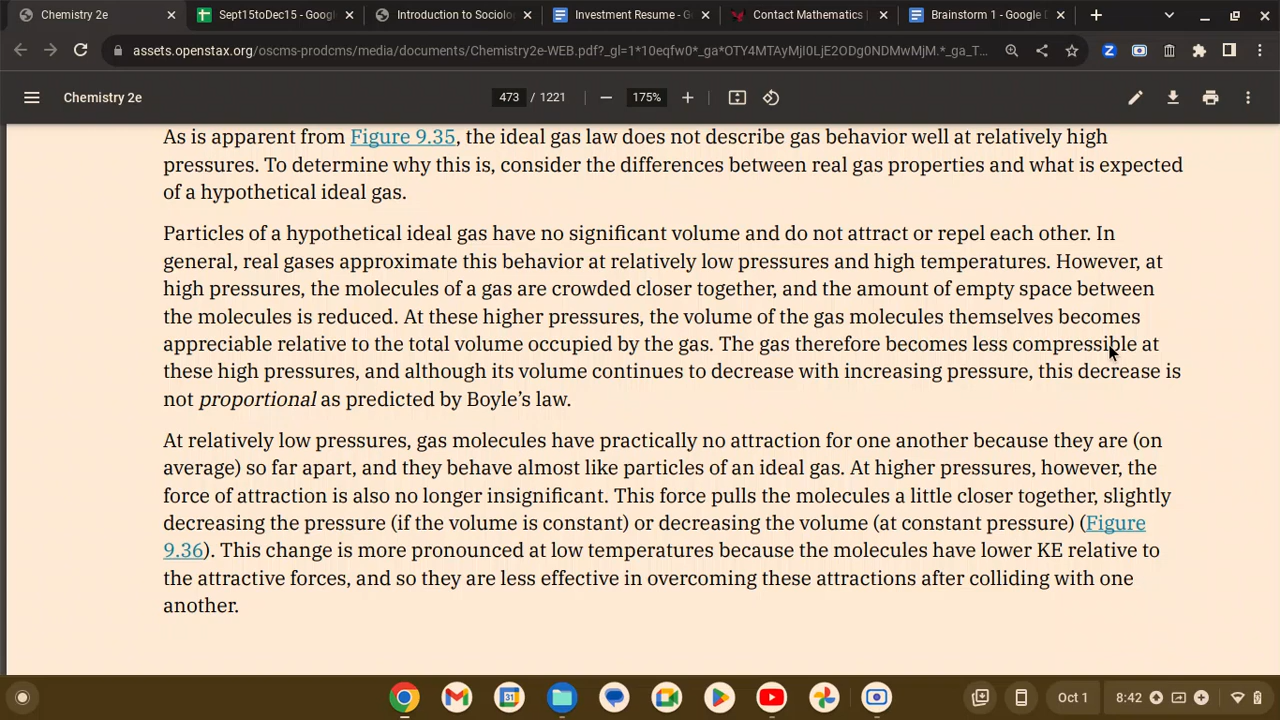 Chemistry 2e
Sept15toDec15 - Googl
Introduction to Sociolo
Investment Resume - G
Contact Mathematics
Brainstorm 1 - Google D
assets.openstax.org/oscms-prodcms/media/documents/Chemistry2e-WEB.pdf?_gl=1*10eqfw0*_ga*OTY4MTAyMjI0LjE2ODg0NDMwMjM.*_ga_T...
Chemistry 2e
473 / 1221
175%
As is apparent from Figure 9.35, the ideal gas law does not describe gas behavior well at relatively high
pressures. To determine why this is, consider the differences between real gas properties and what is expected
of a hypothetical ideal gas.
Particles of a hypothetical ideal gas have no significant volume and do not attract or repel each other. In
general, real gases approximate this behavior at relatively low pressures and high temperatures. However, at
high pressures, the molecules of a gas are crowded closer together, and the amount of empty space between
the molecules is reduced. At these higher pressures, the volume of the gas molecules themselves becomes
appreciable relative to the total volume occupied by the gas. The gas therefore becomes less compressible at
these high pressures, and although its volume continues to decrease with increasing pressure, this decrease is
not proportional as predicted by Boyle’s law.
At relatively low pressures, gas molecules have practically no attraction for one another because they are (on
average) so far apart, and they behave almost like particles of an ideal gas. At higher pressures, however, the
force of attraction is also no longer insignificant. This force pulls the molecules a little closer together, slightly
decreasing the pressure (if the volume is constant) or decreasing the volume (at constant pressure) (Figure
9.36). This change is more pronounced at low temperatures because the molecules have lower KE relative to
the attractive forces, and so they are less effective in overcoming these attractions after colliding with one
another.
Oct 1
8:42